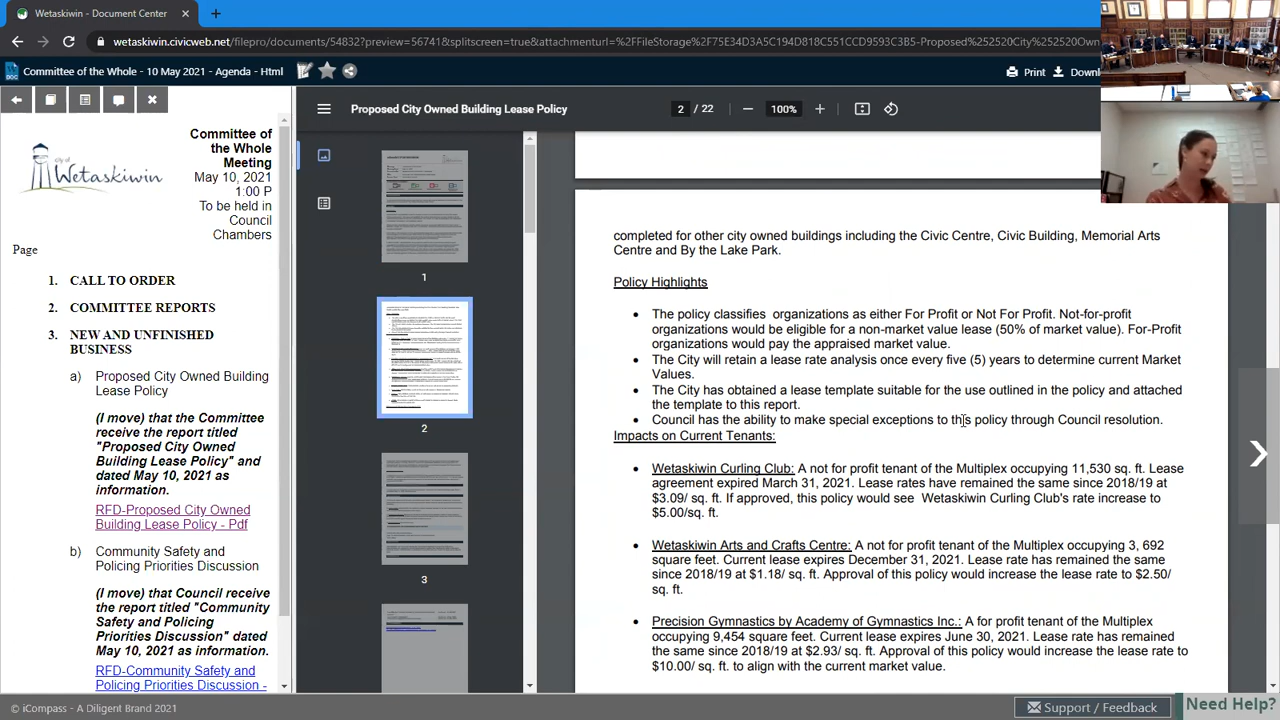 Wetaskiwin - Document Center
wetaskiwin.civicweb.net/filepro/
Committee of the Whole - 10 May 2021 - Agenda - Html
Print
Proposed City Owned Building Lease
2 / 22
100%
city of
Wetaskiwin
Committee of
the Whole
Meeting
May 10, 2021
1:00 P
To be held in
Council
Chambers
Page
1. CALL TO ORDER
2. COMMITTEE REPORTS
3. NEW AND UNFINISHED
BUSINESS
a) Proposed City Owned Building
Lease Policy
(I move) that the Committee
receive the report titled
"Proposed City Owned
Building Lease Policy" and
dated May 10, 2021 as
information.
RFD-Proposed City Owned
Building Lease Policy - Pdf
b) Community Safety and
Policing Priorities Discussion
(I move) that Council receive
the report titled "Community
Safety and Policing
Priorities Discussion" dated
May 10, 2021 as information.
RFD-Community Safety and
Policing Priorities Discussion -
1
2
3
completed for other city owned buildings including the Civic Centre, Civic Building, Memorial Arts
Centre and By the Lake Park.
Policy Highlights
• The policy assesses organizations as either For Profit or Not For Profit. Not-for-profit
organizations would be eligible for a non-market value lease (50% of market value). For-Profit
organizations would pay the appraised market value.
• The City will run a lease rate analysis once every five (5) years to determine current Market
Values.
• The City has updated a lease template suitable for the use outlined in the policy and attached
the template to this report.
• Council has the ability to make special exceptions to this policy through Council resolution.
Impacts on Current Tenants:
• Wetaskiwin Curling Club: A not for profit tenant of the Multiplex occupying 11,530 sq. ft. Lease
agreement expired March 31, 2021. Lease rates have remained the same since 2018/19 at
$3.09/ sq. ft. If approved, this policy would see Wetaskiwin Curling Club's rate increase to
$5.00/sq. ft.
• Wetaskiwin Arts and Crafts Centre: A not for profit tenant of the Multiplex occupying 3, 692
square feet. Current lease expires December 31, 2021. Lease rate has remained the same
since 2018/19 at $1.18/ sq. ft. Approval of this policy would increase the lease rate to $2.50/
sq. ft.
• Precision Gymnastics by Academy of Gymnastics Inc.: A for profit tenant of the Multiplex
occupying 9,454 square feet. Current lease expires June 30, 2021. Lease rate has remained
the same since 2018/19 at $2.93/ sq. ft. Approval of this policy would increase the lease rate to
$10.00/ sq. ft. to align with the current market value.
© iCompass - A Diligent Brand 2021
Support / Feedback
Need Help?